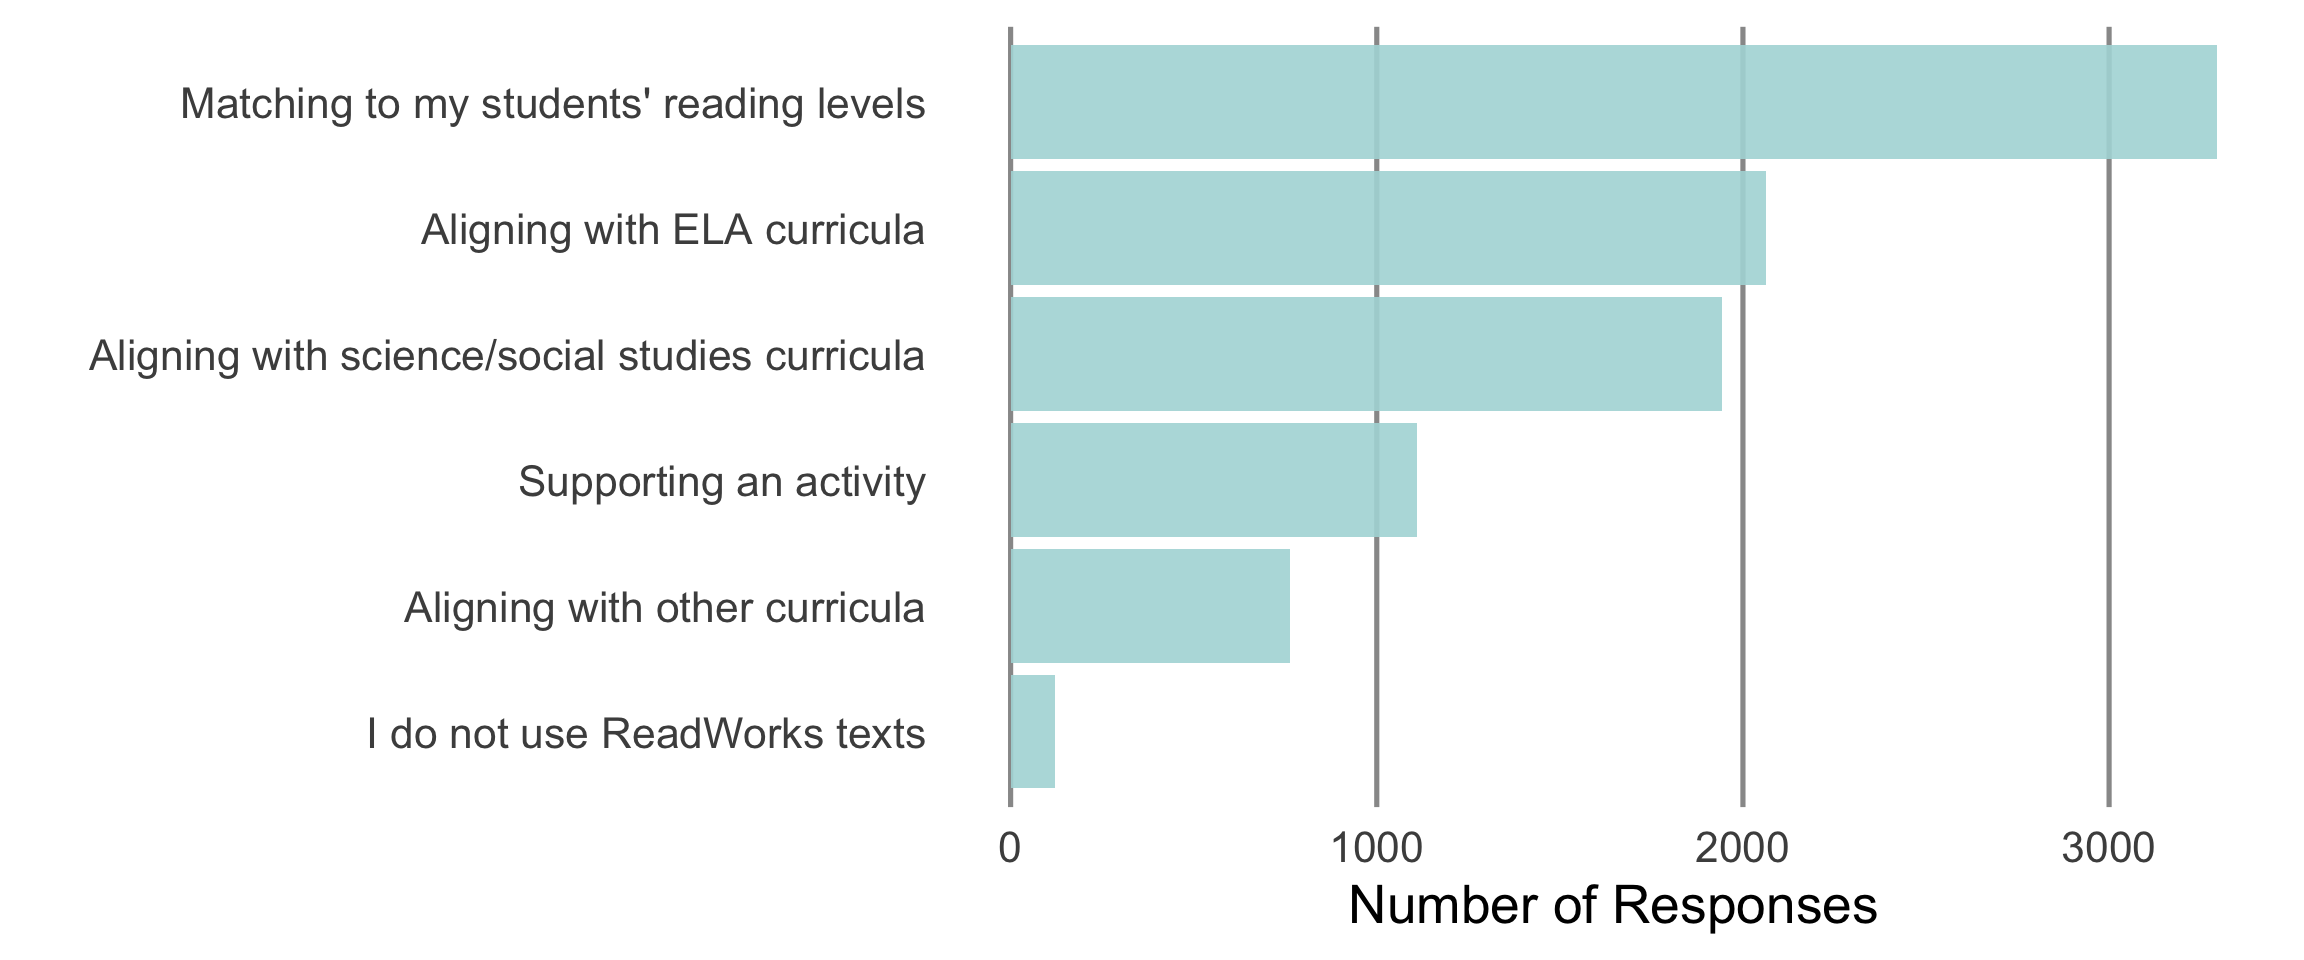 Matching to my students' reading levels
Aligning with ELA curricula
Aligning with science/social studies curricula
Supporting an activity
Aligning with other curricula
I do not use ReadWorks texts
0 1000 2000 3000
Number of Responses